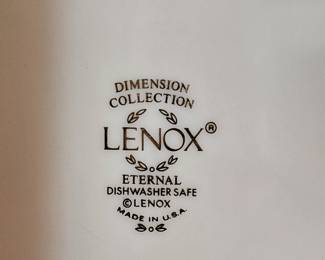 DIMENSION
COLLECTION
LENOX®
ETERNAL
DISHWASHER SAFE
©LENOX
MADE IN U.S.A.